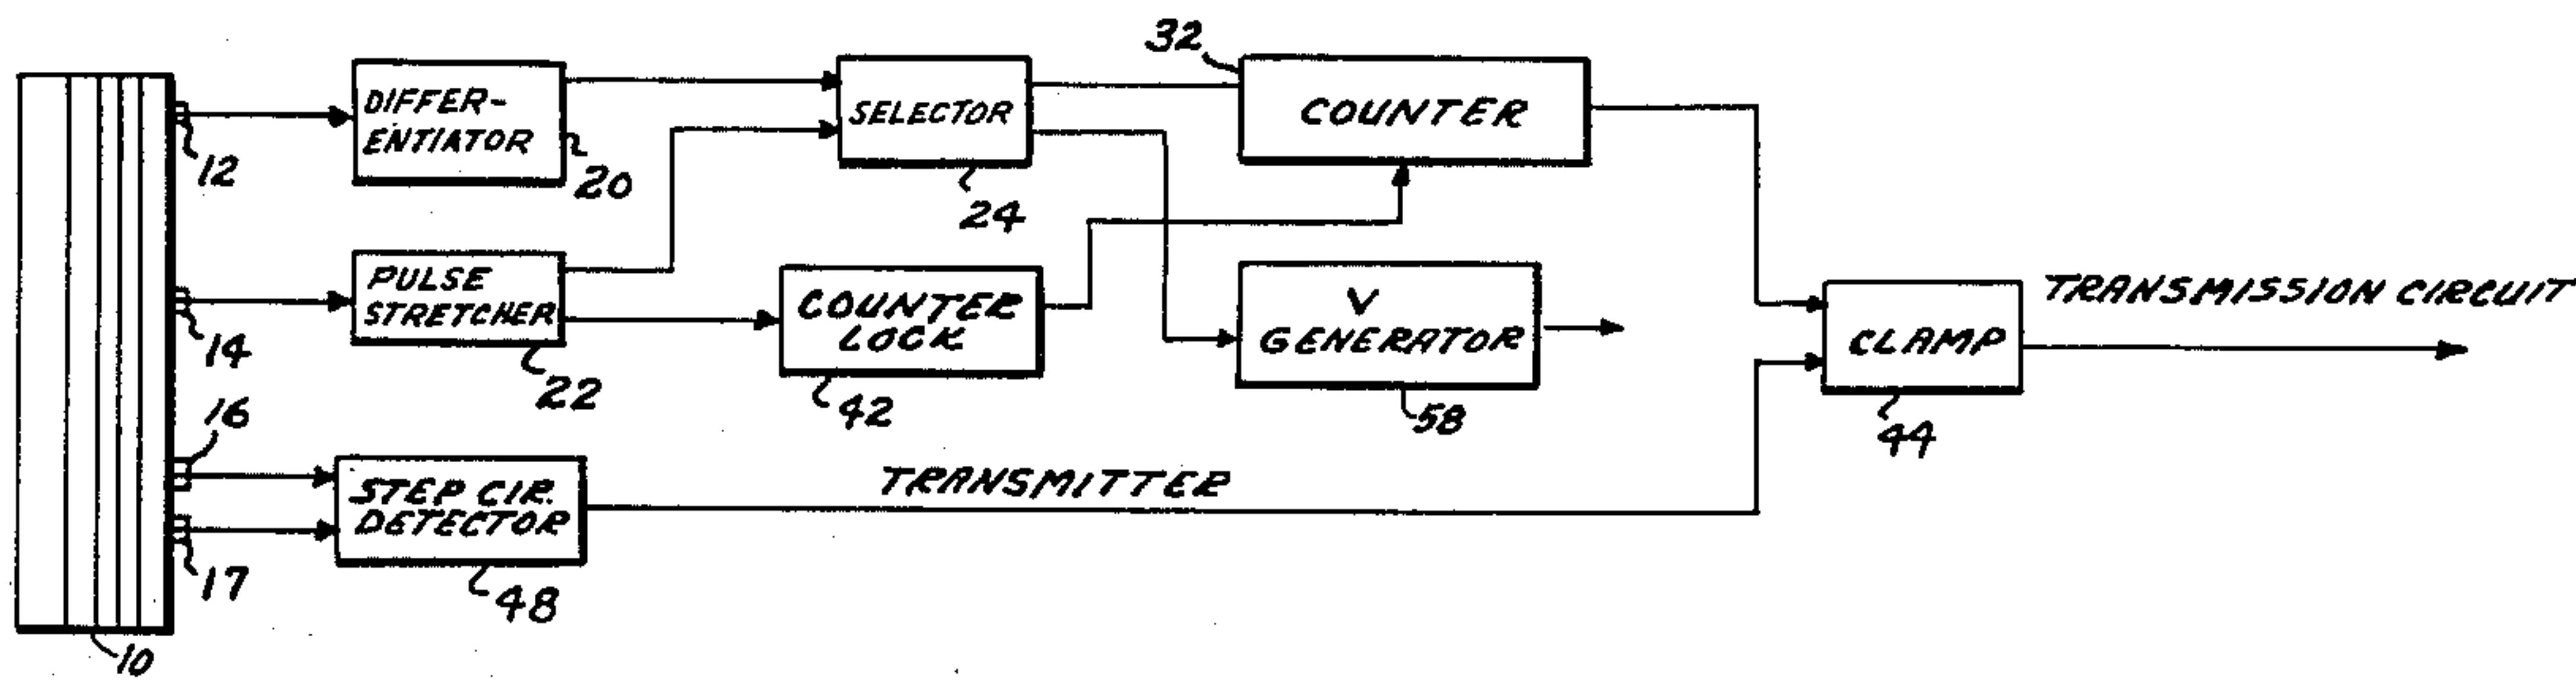 32
DIFFER-
ENTIATOR
SELECTOR
COUNTER
12
20
24
PULSE
STRETCHER
COUNTER
LOCK
V
GENERATOR
TRANSMISSION CIRCUIT
CLAMP
14
22
42
58
44
16
STEP CIR.
DETECTOR
TRANSMITTER
17
48
10